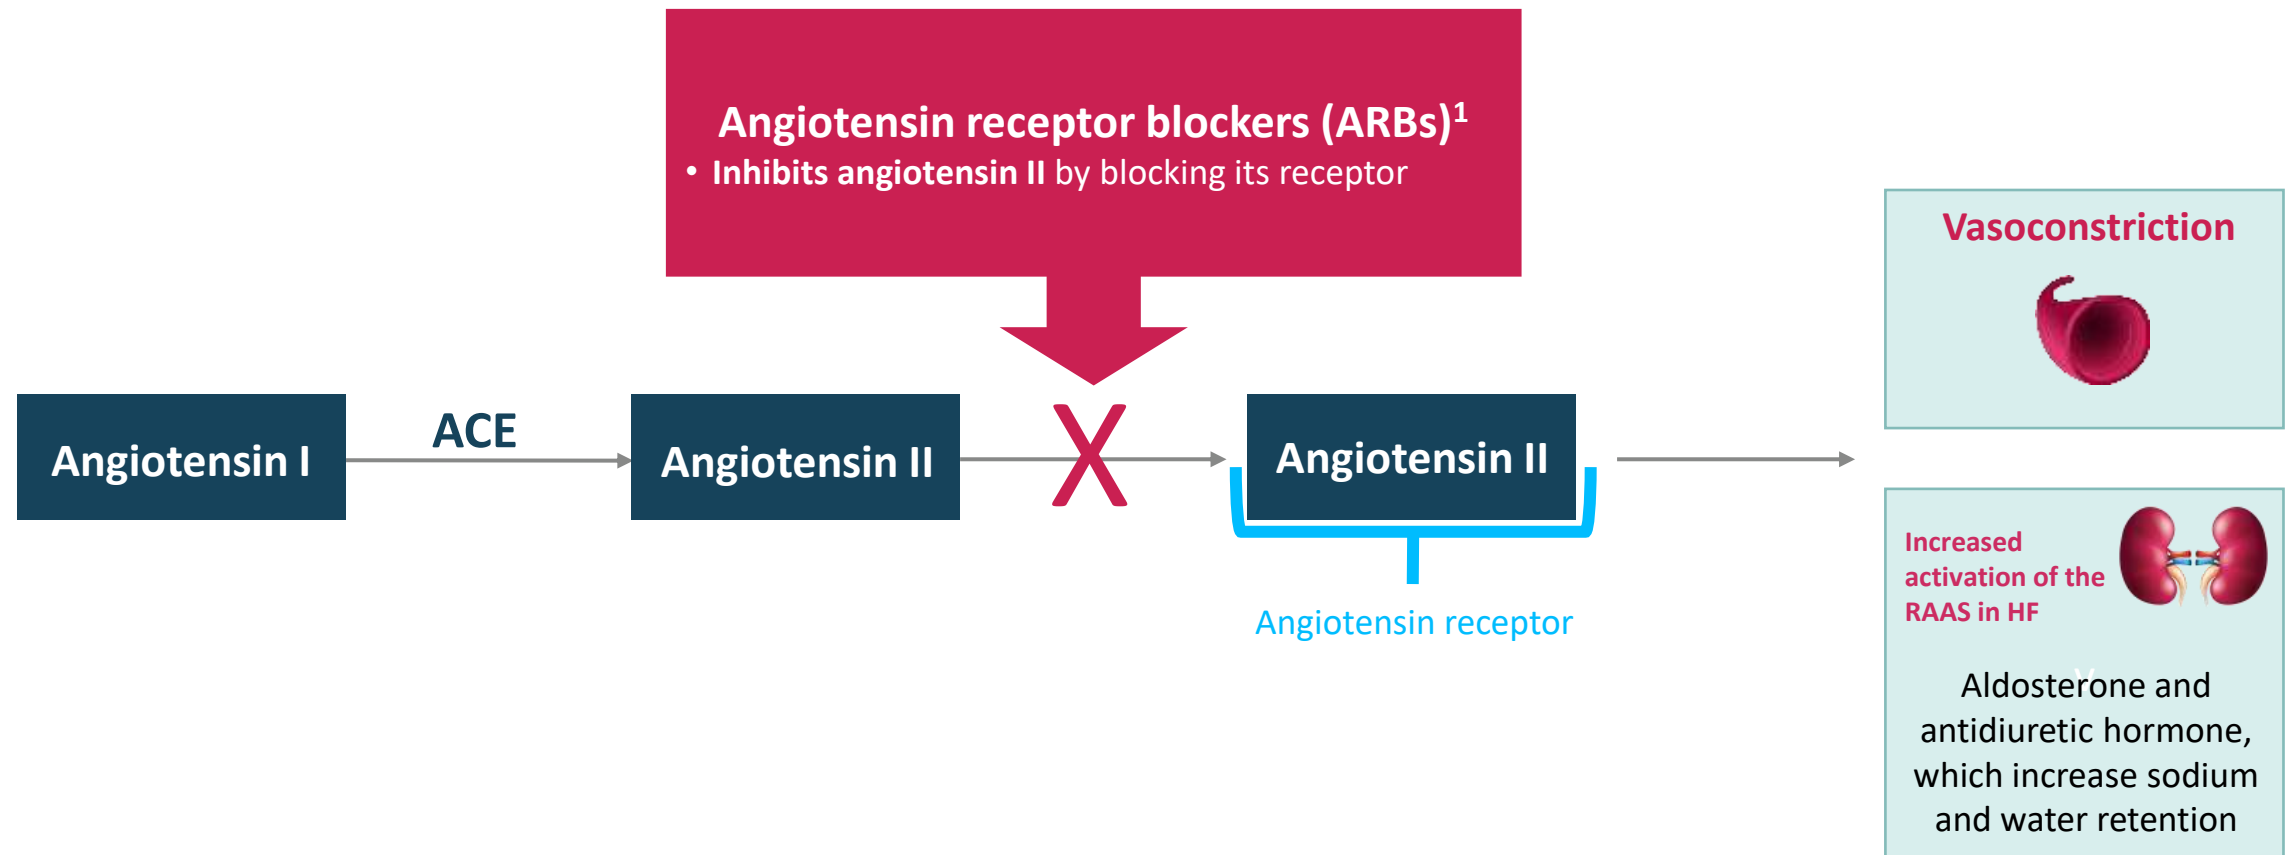 Angiotensin receptor blockers (ARBs)¹
• Inhibits angiotensin II by blocking its receptor
Vasoconstriction
Angiotensin I
ACE
Angiotensin II
X
Angiotensin II
Angiotensin receptor
Increased
activation of the
RAAS in HF
Aldosterone and
antidiuretic hormone,
which increase sodium
and water retention